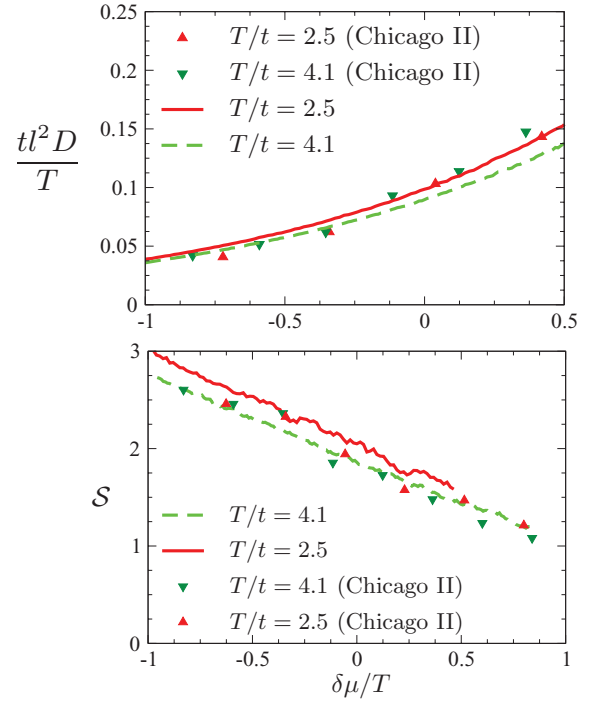 0.25
0.2
0.15
0.1
0.05
0
T/t = 2.5 (Chicago II)
T/t = 4.1 (Chicago II)
T/t = 2.5
T/t = 4.1
tl²D
T
-1
-0.5
0
0.5
3
2
1
0
S
T/t = 4.1
T/t = 2.5
T/t = 4.1 (Chicago II)
T/t = 2.5 (Chicago II)
-1
-0.5
0
0.5
1
δμ/T